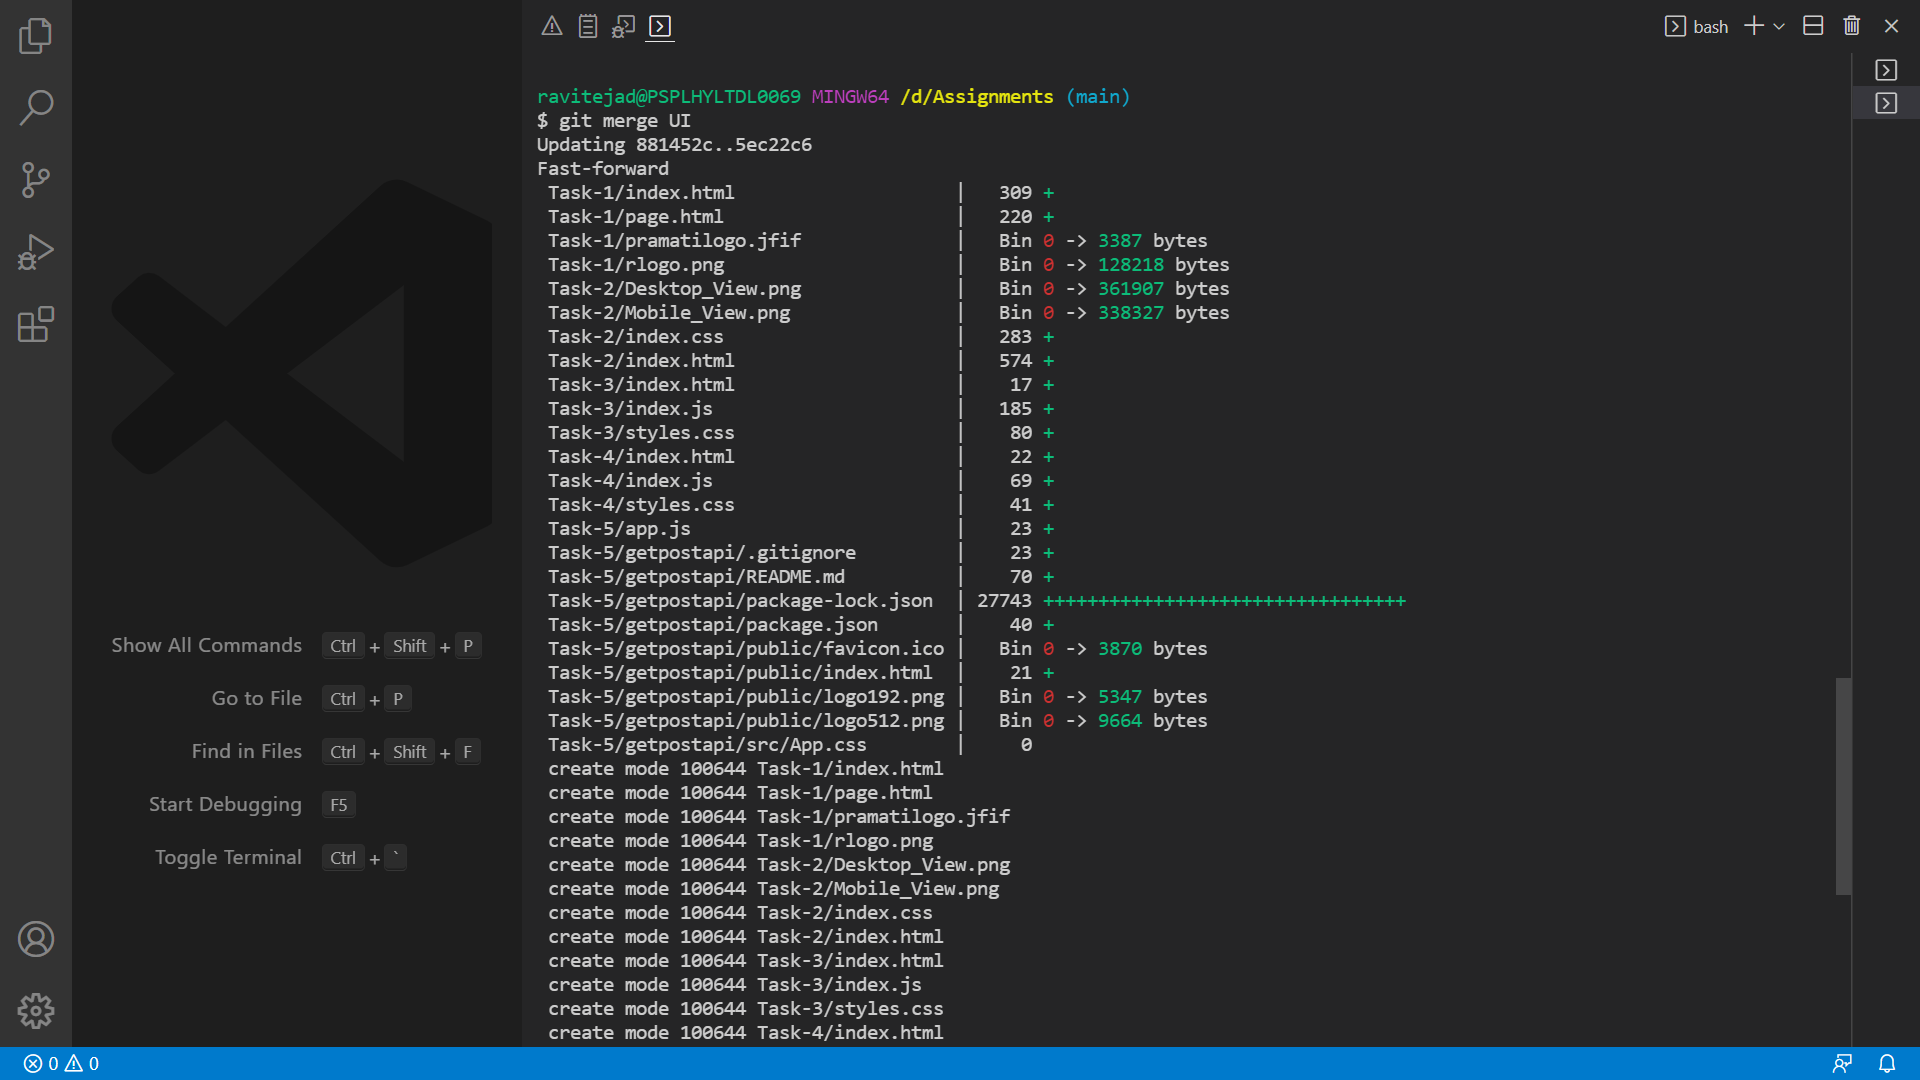 bash
ravitejad@PSPLHYLTDL0069 MINGW64 /d/Assignments (main)
$ git merge UI
Updating 881452c..5ec22c6
Fast-forward
Task-1/index.html | 309 +
Task-1/page.html | 220 +
Task-1/pramatilogo.jfif | Bin 0 -> 3387 bytes
Task-1/rlogo.png | Bin 0 -> 128218 bytes
Task-2/Desktop_View.png | Bin 0 -> 361907 bytes
Task-2/Mobile_View.png | Bin 0 -> 338327 bytes
Task-2/index.css | 283 +
Task-2/index.html | 574 +
Task-3/index.html | 17 +
Task-3/index.js | 185 +
Task-3/styles.css | 80 +
Task-4/index.html | 22 +
Task-4/index.js | 69 +
Task-4/styles.css | 41 +
Task-5/app.js | 23 +
Task-5/getpostapi/.gitignore | 23 +
Task-5/getpostapi/README.md | 70 +
Task-5/getpostapi/package-lock.json | 27743 +++++++++++++++++++++++++++++++++
Task-5/getpostapi/package.json | 40 +
Task-5/getpostapi/public/favicon.ico | Bin 0 -> 3870 bytes
Task-5/getpostapi/public/index.html | 21 +
Task-5/getpostapi/public/logo192.png | Bin 0 -> 5347 bytes
Task-5/getpostapi/public/logo512.png | Bin 0 -> 9664 bytes
Task-5/getpostapi/src/App.css | 0
create mode 100644 Task-1/index.html
create mode 100644 Task-1/page.html
create mode 100644 Task-1/pramatilogo.jfif
create mode 100644 Task-1/rlogo.png
create mode 100644 Task-2/Desktop_View.png
create mode 100644 Task-2/Mobile_View.png
create mode 100644 Task-2/index.css
create mode 100644 Task-2/index.html
create mode 100644 Task-3/index.html
create mode 100644 Task-3/index.js
create mode 100644 Task-3/styles.css
create mode 100644 Task-4/index.html
Show All Commands Ctrl + Shift + P
Go to File Ctrl + P
Find in Files Ctrl + Shift + F
Start Debugging F5
Toggle Terminal Ctrl + `
0 0